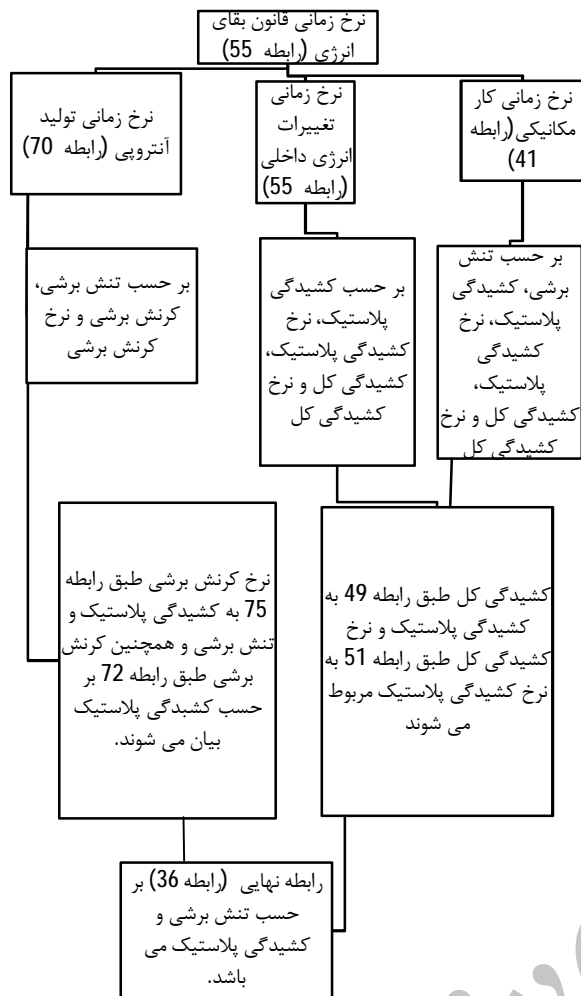 نرخ زمانی قانون بقای
انرژی (رابطه 55)
نرخ زمانی کار
مکانیکی(رابطه
41)
نرخ زمانی
تغییرات
انرژی داخلی
(رابطه 55)
نرخ زمانی تولید
آنتروپی (رابطه 70)
بر حسب تنش
برشی، کشیدگی
پلاستیک، نرخ
کشیدگی
پلاستیک،
کشیدگی کل و نرخ
کشیدگی کل
بر حسب کشیدگی
پلاستیک، نرخ
کشیدگی پلاستیک،
کشیدگی کل و نرخ
کشیدگی کل
بر حسب تنش برشی،
کرنش برشی و نرخ
کرنش برشی
کشیدگی کل طبق رابطه 49 به
کشیدگی پلاستیک و نرخ
کشیدگی کل طبق رابطه 51 به
نرخ کشیدگی پلاستیک مربوط
می شوند
نرخ کرنش برشی طبق رابطه
75 به کشیدگی پلاستیک و
تنش برشی و همچنین کرنش
برشی طبق رابطه 72 بر
حسب کشبدگی پلاستیک
بیان می شوند.
رابطه نهایی (رابطه 36) بر
حسب تنش برشی و
کشیدگی پلاستیک می
باشد.